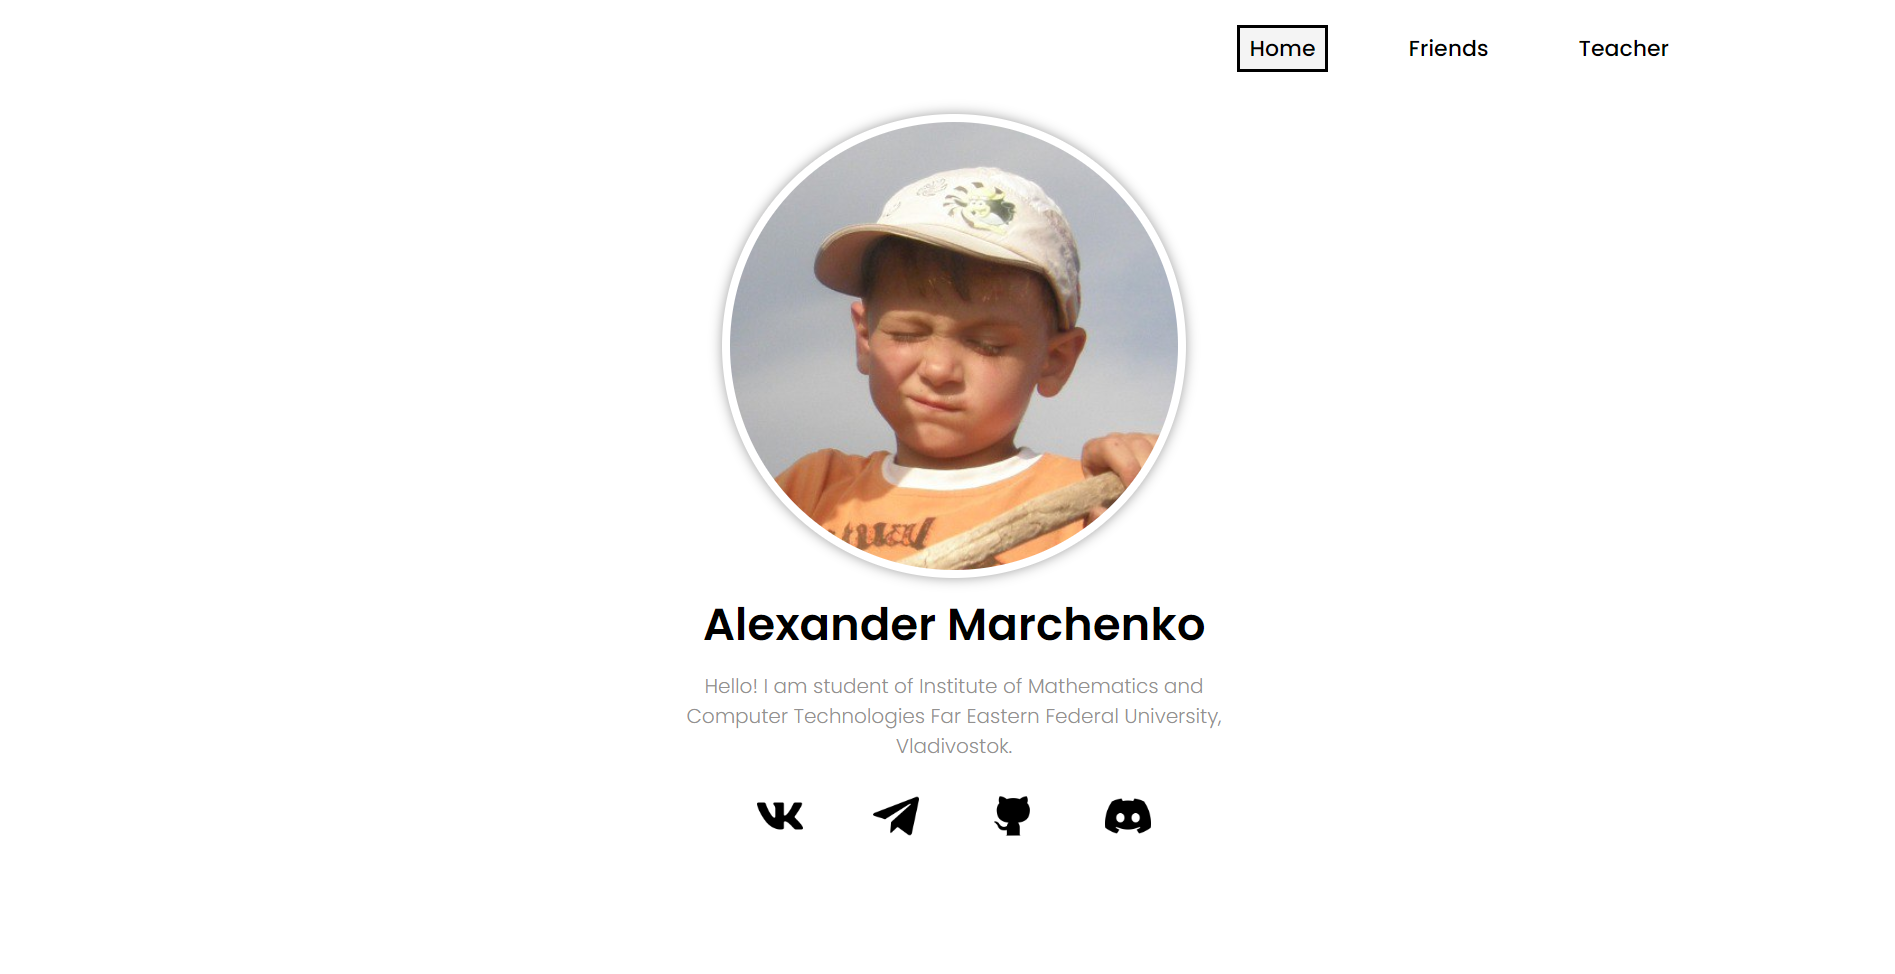 Home Friends Teacher
Alexander Marchenko
Hello! I am student of Institute of Mathematics and
Computer Technologies Far Eastern Federal University,
Vladivostok.